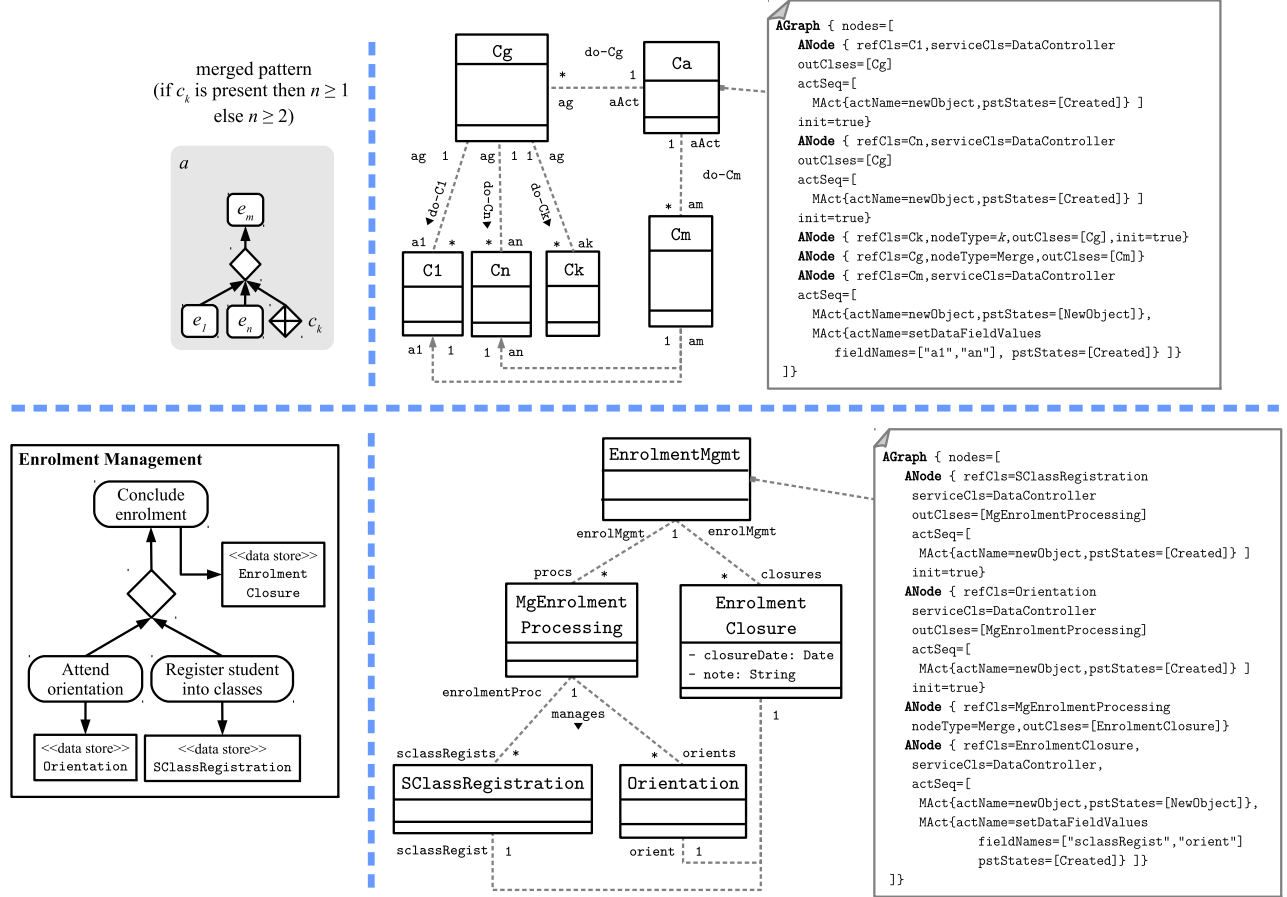 merged pattern
(if c_k is present then n ≥ 1
else n ≥ 2)
a
e_m
e_1
e_n
c_k
Cg
do-Cg
Ca
*
1
ag
aAct
ag 1
ag
1 1 ag
1 aAct
do-C1
do-Cn
do-Ck
do-Cm
a1 *
* an
* ak
* am
C1
Cn
Ck
Cm
a1 1
1 an
1 am
AGraph { nodes=[
ANode { refCls=C1,serviceCls=DataController
outClses=[Cg]
actSeq=[
MAct{actName=newObject,pstStates=[Created]} ]
init=true}
ANode { refCls=Cn,serviceCls=DataController
outClses=[Cg]
actSeq=[
MAct{actName=newObject,pstStates=[Created]} ]
init=true}
ANode { refCls=Ck,nodeType=k,outClses=[Cg],init=true}
ANode { refCls=Cg,nodeType=Merge,outClses=[Cm]}
ANode { refCls=Cm,serviceCls=DataController
actSeq=[
MAct{actName=newObject,pstStates=[NewObject]},
MAct{actName=setDataFieldValues
fieldNames=["a1","an"], pstStates=[Created]} ]}
]}
Enrolment Management
Conclude
enrolment
<<data store>>
Enrolment
Closure
Attend
orientation
Register student
into classes
<<data store>>
Orientation
<<data store>>
SClassRegistration
EnrolmentMgmt
enrolMgmt 1 enrolMgmt
procs *
* closures
MgEnrolment
Processing
Enrolment
Closure
- closureDate: Date
- note: String
enrolmentProc 1
1
manages
sclassRegists *
* orients
SClassRegistration
Orientation
sclassRegist 1
orient 1
AGraph { nodes=[
ANode { refCls=SClassRegistration
serviceCls=DataController
outClses=[MgEnrolmentProcessing]
actSeq=[
MAct{actName=newObject,pstStates=[Created]} ]
init=true}
ANode { refCls=Orientation
serviceCls=DataController
outClses=[MgEnrolmentProcessing]
actSeq=[
MAct{actName=newObject,pstStates=[Created]} ]
init=true}
ANode { refCls=MgEnrolmentProcessing
nodeType=Merge,outClses=[EnrolmentClosure]}
ANode { refCls=EnrolmentClosure,
serviceCls=DataController,
actSeq=[
MAct{actName=newObject,pstStates=[NewObject]},
MAct{actName=setDataFieldValues
fieldNames=["sclassRegist","orient"]
pstStates=[Created]} ]}
]}